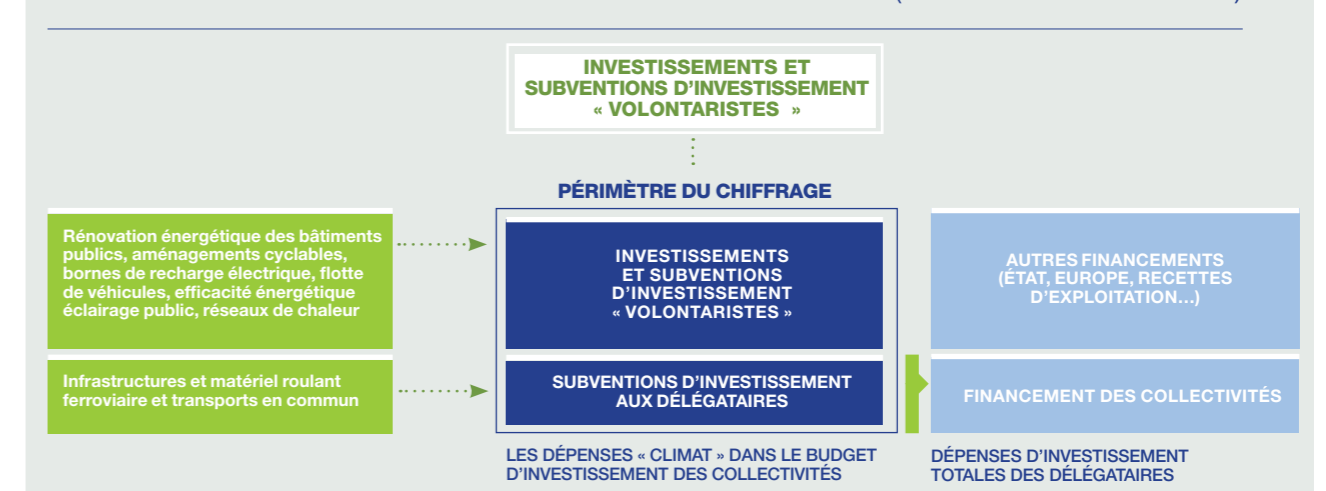 INVESTISSEMENTS ET
SUBVENTIONS D'INVESTISSEMENT
« VOLONTARISTES »
PÉRIMÈTRE DU CHIFFRAGE
Rénovation énergétique des bâtiments
publics, aménagements cyclables,
bornes de recharge électrique, flotte
de véhicules, efficacité énergétique
éclairage public, réseaux de chaleur
INVESTISSEMENTS
ET SUBVENTIONS
D'INVESTISSEMENT
« VOLONTARISTES »
AUTRES FINANCEMENTS
(ÉTAT, EUROPE, RECETTES
D'EXPLOITATION...)
Infrastructures et matériel roulant
ferroviaire et transports en commun
SUBVENTIONS D'INVESTISSEMENT
AUX DÉLÉGATAIRES
FINANCEMENT DES COLLECTIVITÉS
LES DÉPENSES « CLIMAT » DANS LE BUDGET
D'INVESTISSEMENT DES COLLECTIVITÉS
DÉPENSES D'INVESTISSEMENT
TOTALES DES DÉLÉGATAIRES